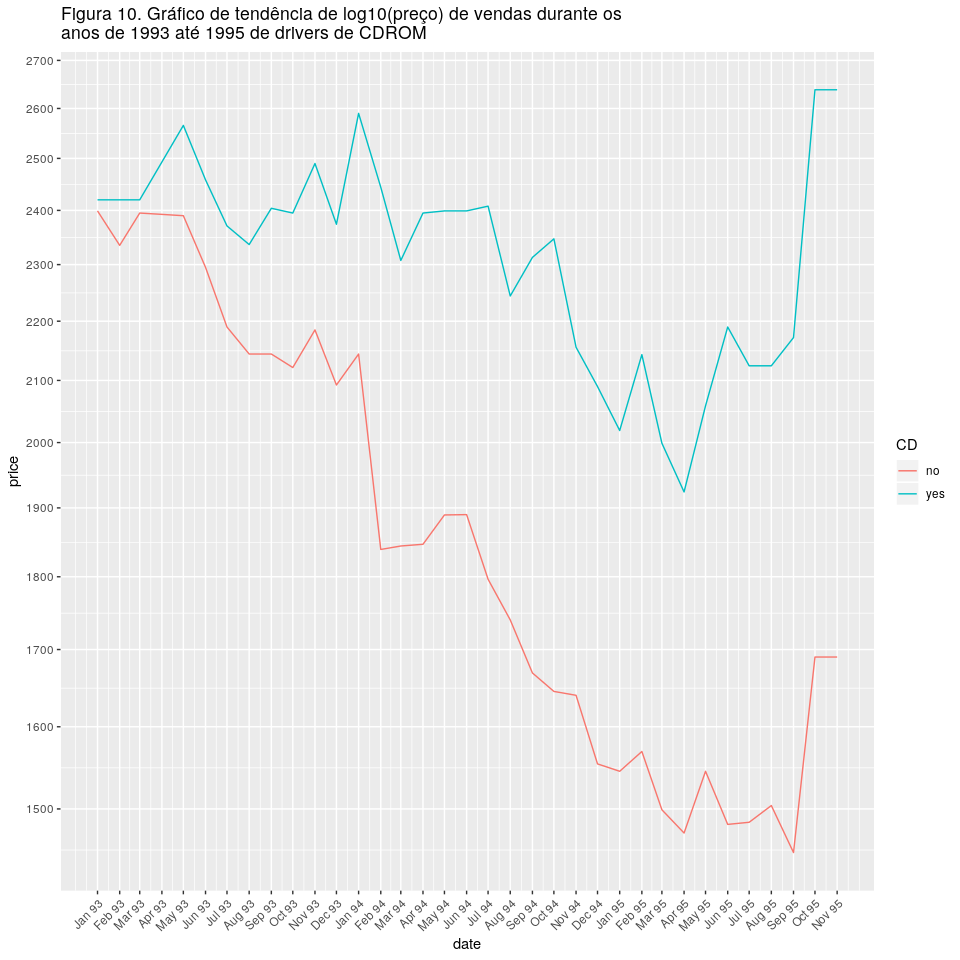 Figura 10. Gráfico de tendência de log10(preço) de vendas durante os
anos de 1993 até 1995 de drivers de CDROM
2700
2600
2500
2400
2300
2200
2100
2000
1900
1800
1700
1600
1500
price
Jan 93
Feb 93
Mar 93
Apr 93
May 93
Jun 93
Jul 93
Aug 93
Sep 93
Oct 93
Nov 93
Dec 93
Jan 94
Feb 94
Mar 94
Apr 94
May 94
Jun 94
Jul 94
Aug 94
Sep 94
Oct 94
Nov 94
Dec 94
Jan 95
Feb 95
Mar 95
Apr 95
May 95
Jun 95
Jul 95
Aug 95
Sep 95
Oct 95
Nov 95
date
CD
no
yes